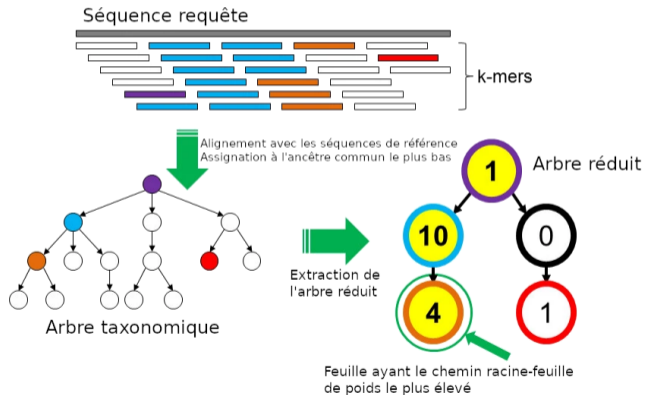 Séquence requête
k-mers
Alignement avec les séquences de référence
Assignation à l'ancêtre commun le plus bas
Arbre réduit
1
10
0
Extraction de
l'arbre réduit
4
1
Arbre taxonomique
Feuille ayant le chemin racine-feuille
de poids le plus élevé